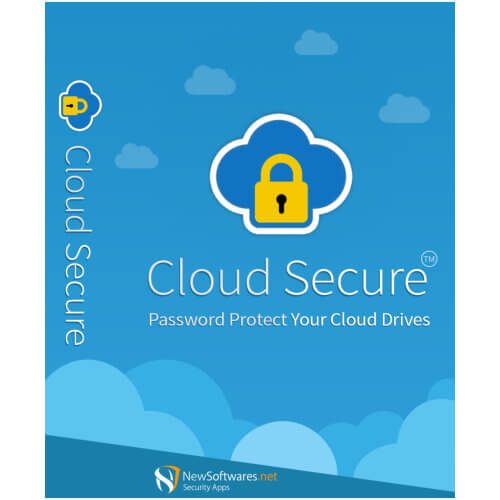 Cloud Secure
Cloud Secure™
Password Protect Your Cloud Drives
NewSoftwares.net
Security Apps